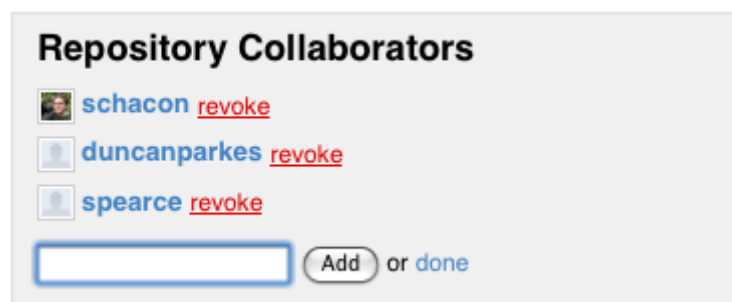 Repository Collaborators
schacon revoke
duncanparkes revoke
spearce revoke
Add or done